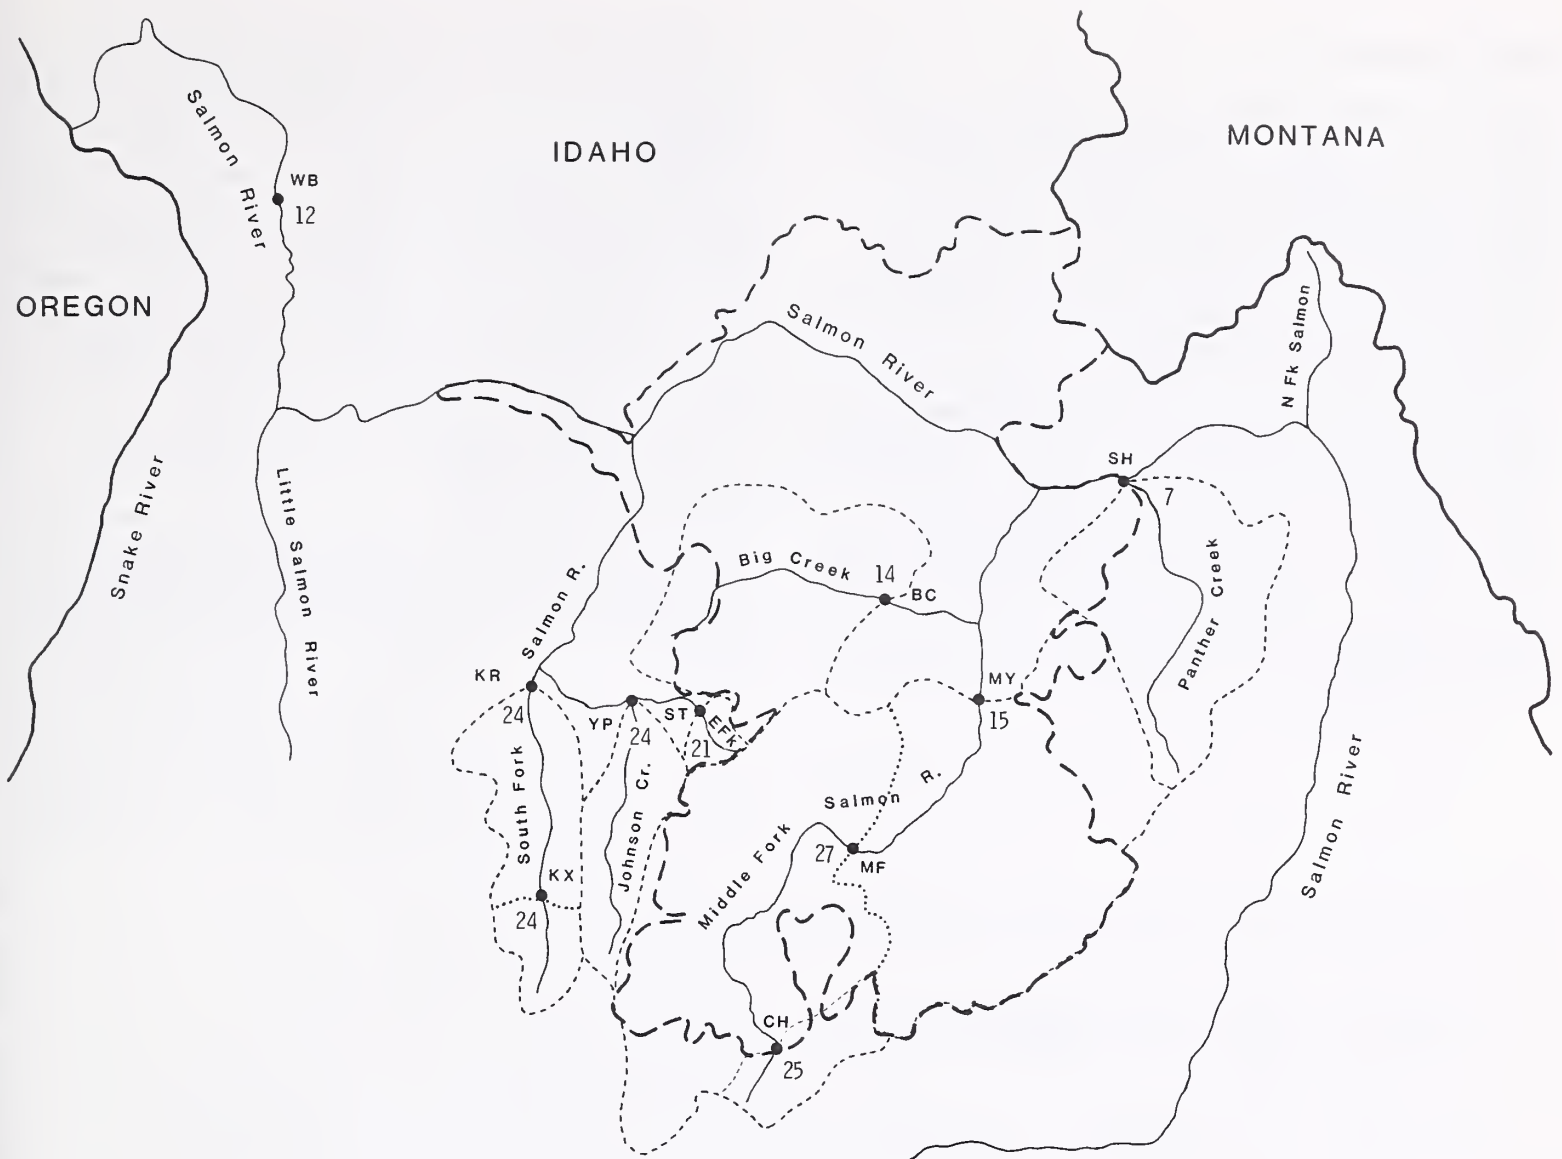 IDAHO
MONTANA
OREGON
Salmon River
WB
12
Snake River
Little Salmon River
Salmon River
N Fk Salmon
SH
7
Big Creek
14
BC
Panther Creek
Salmon R.
KR
24
YP
24
ST
21
EFk
MY
15
South Fork
Johnson Cr.
KX
24
Middle Fork Salmon R.
27
MF
CH
25
Salmon River